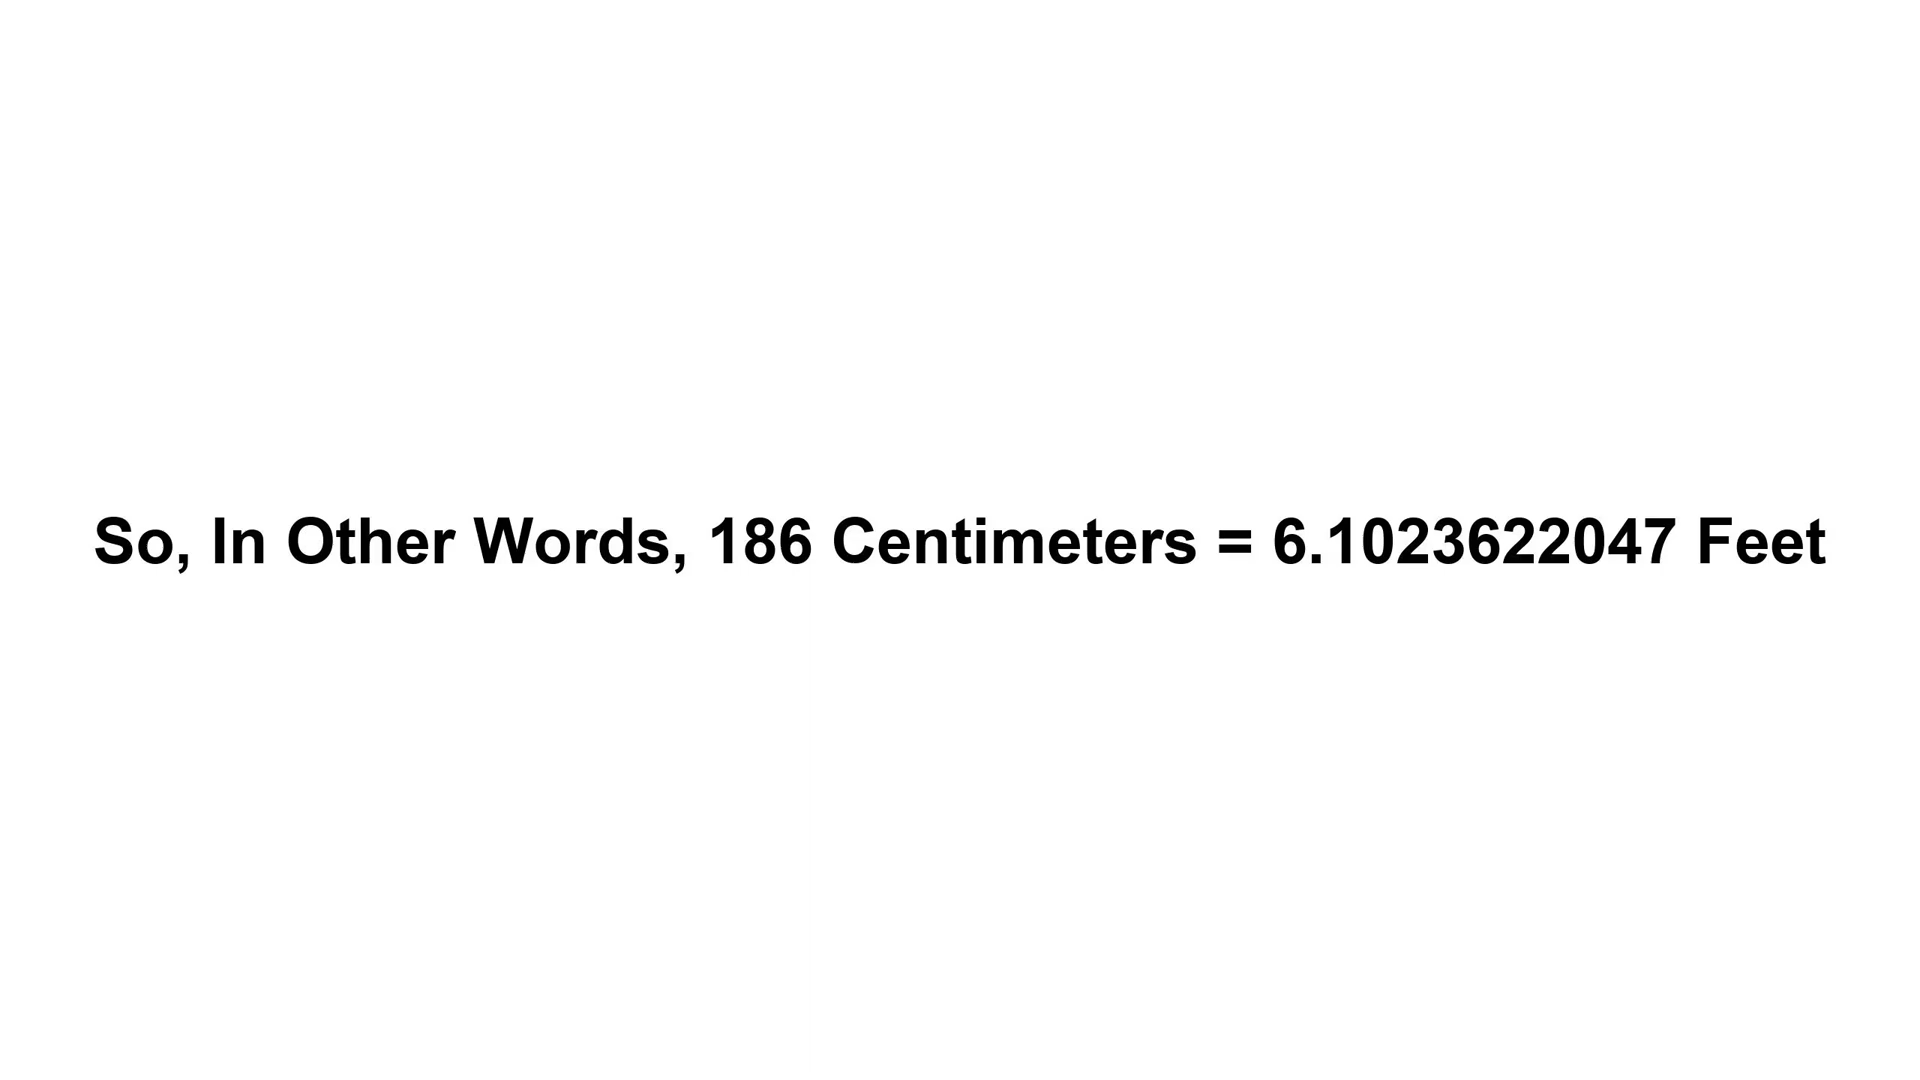 So, In Other Words, 186 Centimeters = 6.1023622047 Feet